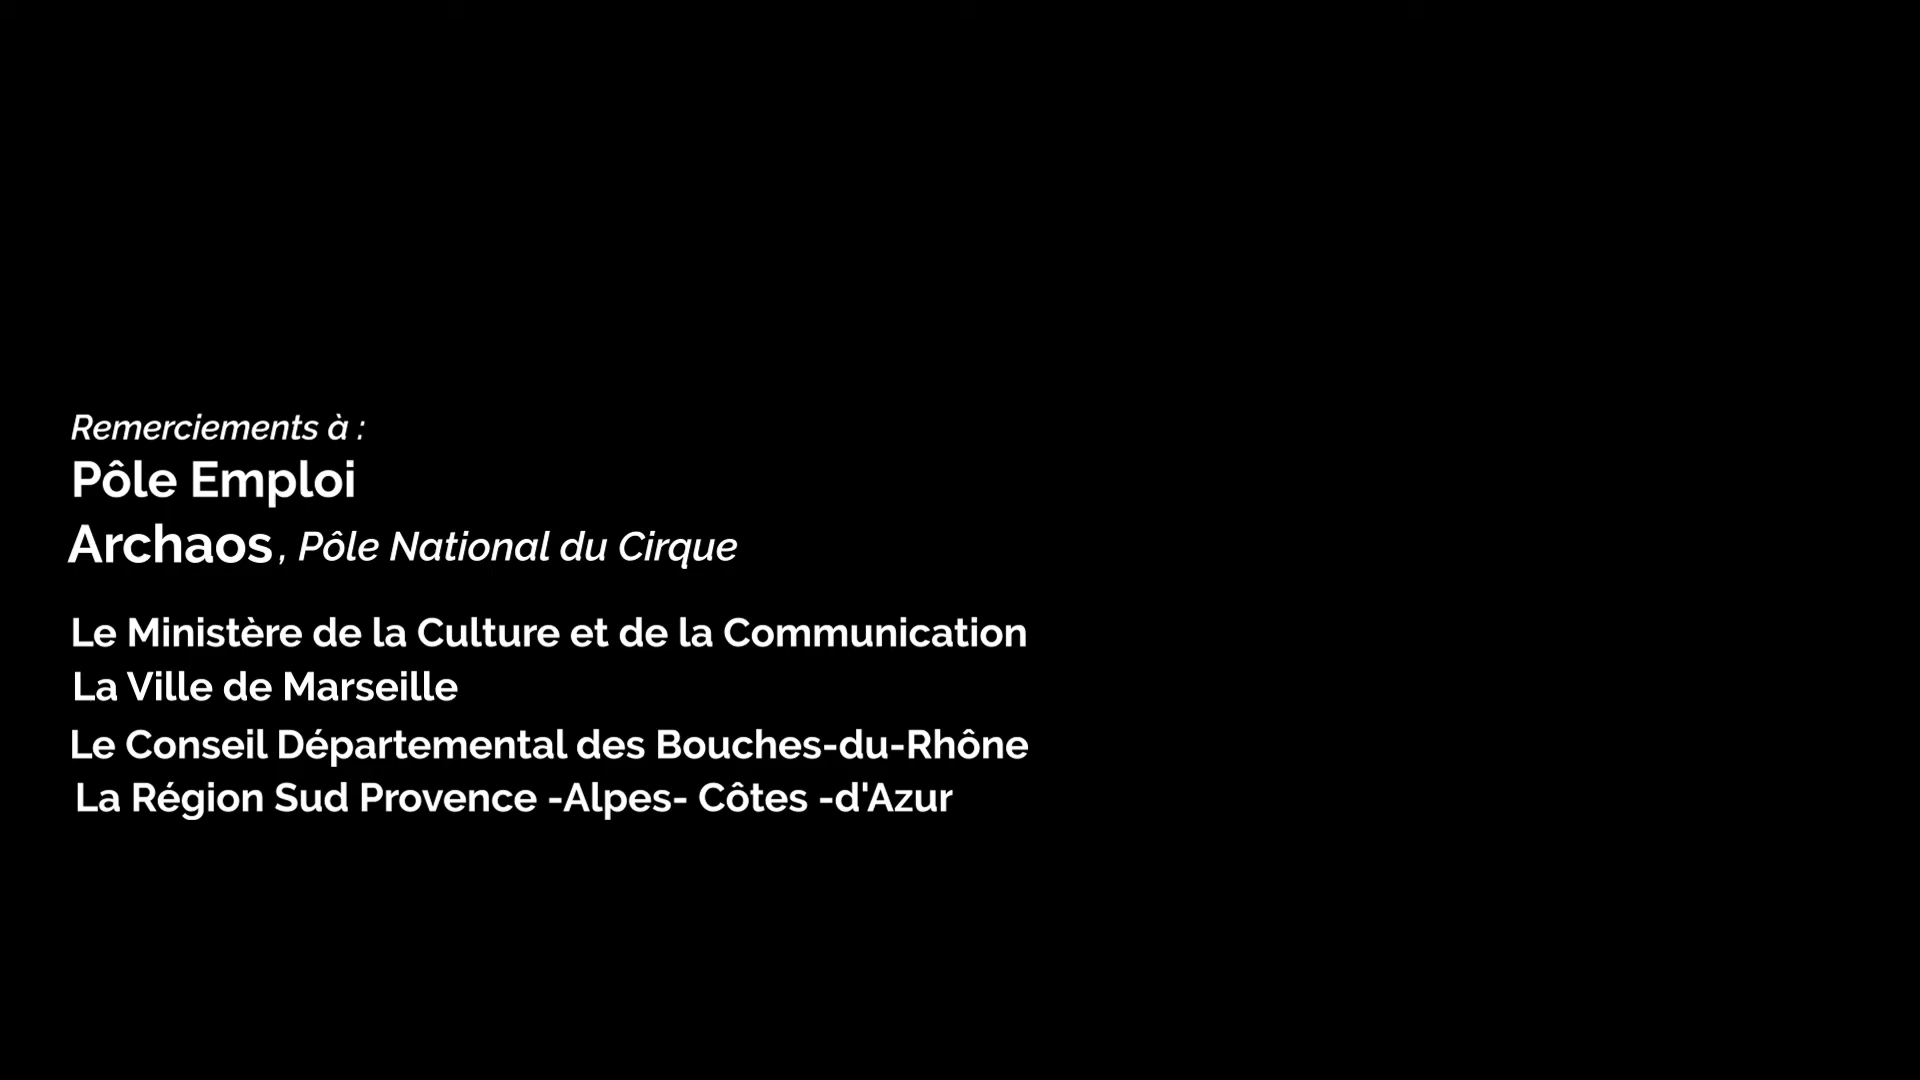 Remerciements à :
Pôle Emploi
Archaos, Pôle National du Cirque
Le Ministère de la Culture et de la Communication
La Ville de Marseille
Le Conseil Départemental des Bouches-du-Rhône
La Région Sud Provence -Alpes- Côtes -d'Azur